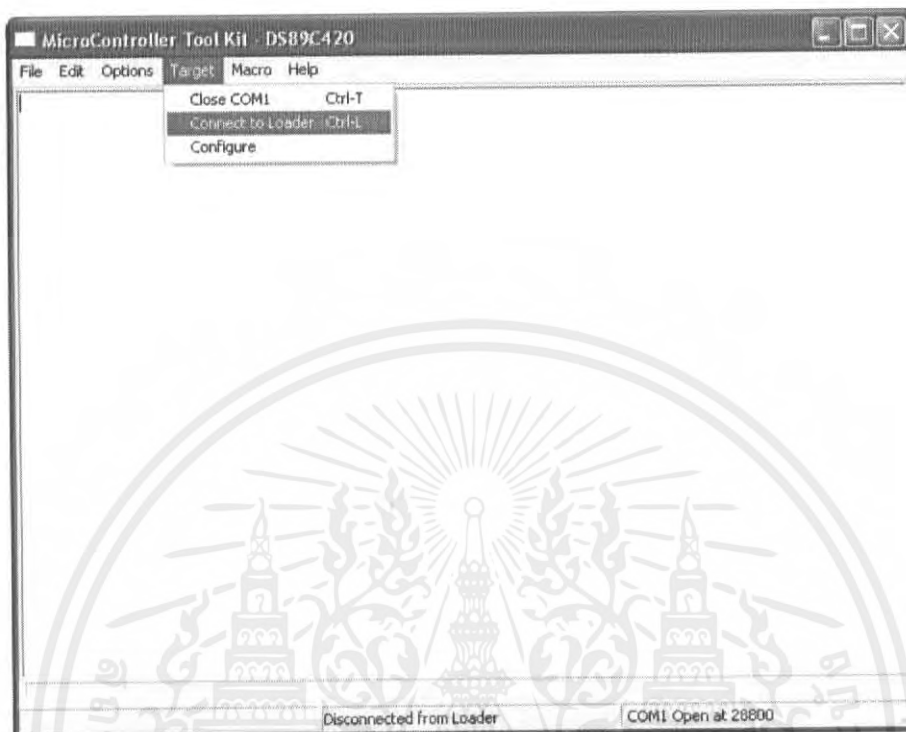 MicroController Tool Kit - DS89C420
File Edit Options Target Macro Help
Close COM1 Ctrl-T
Connect to Loader Ctrl-L
Configure
Disconnected from Loader COM1 Open at 28800